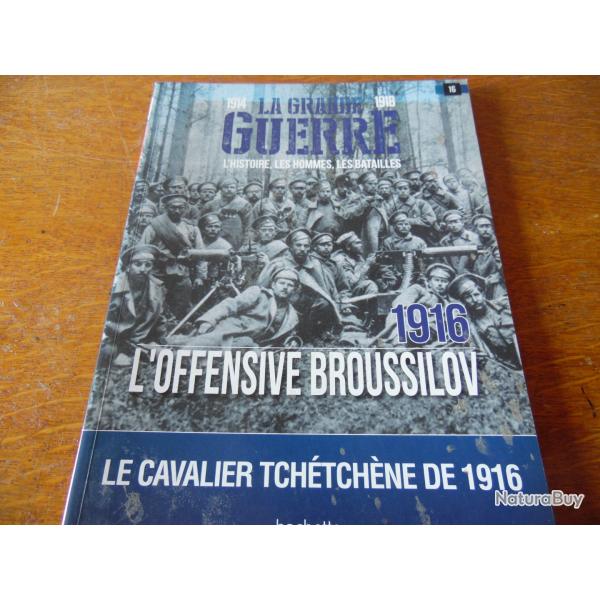 16
1914 LA GRANDE 1918
GUERRE
L'HISTOIRE, LES HOMMES, LES BATAILLES
1916
L'OFFENSIVE BROUSSILOV
LE CAVALIER TCHÉTCHÈNE DE 1916
hachette
NaturaBuy